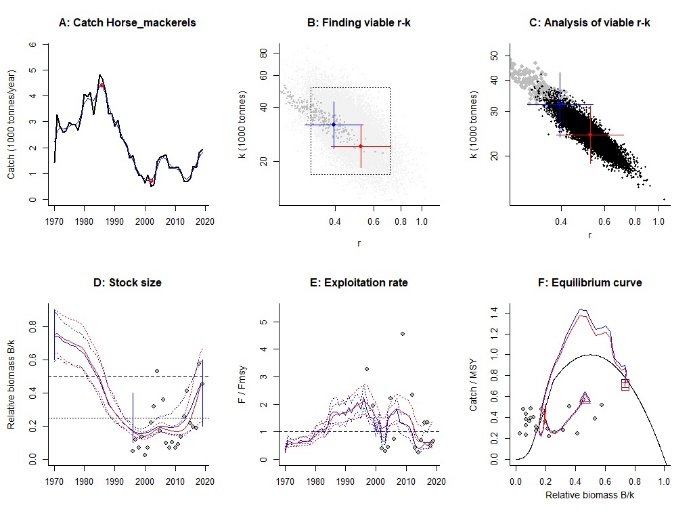 A: Catch Horse_mackerels
B: Finding viable r-k
C: Analysis of viable r-k
Catch (1000 tonnes/year)
0
1
2
3
4
5
6
1970 1980 1990 2000 2010 2020
k (1000 tonnes)
20
40
60
80
0.4 0.6 0.8 1.0
r
k (1000 tonnes)
20
30
40
50
0.4 0.6 0.8 1.0
r
D: Stock size
E: Exploitation rate
F: Equilibrium curve
Relative biomass B/k
0.0
0.2
0.4
0.6
0.8
1970 1980 1990 2000 2010 2020
F / Fmsy
0
1
2
3
4
5
1970 1980 1990 2000 2010 2020
Catch / MSY
0.0
0.2
0.4
0.6
0.8
1.0
1.2
1.4
0.0 0.2 0.4 0.6 0.8 1.0
Relative biomass B/k